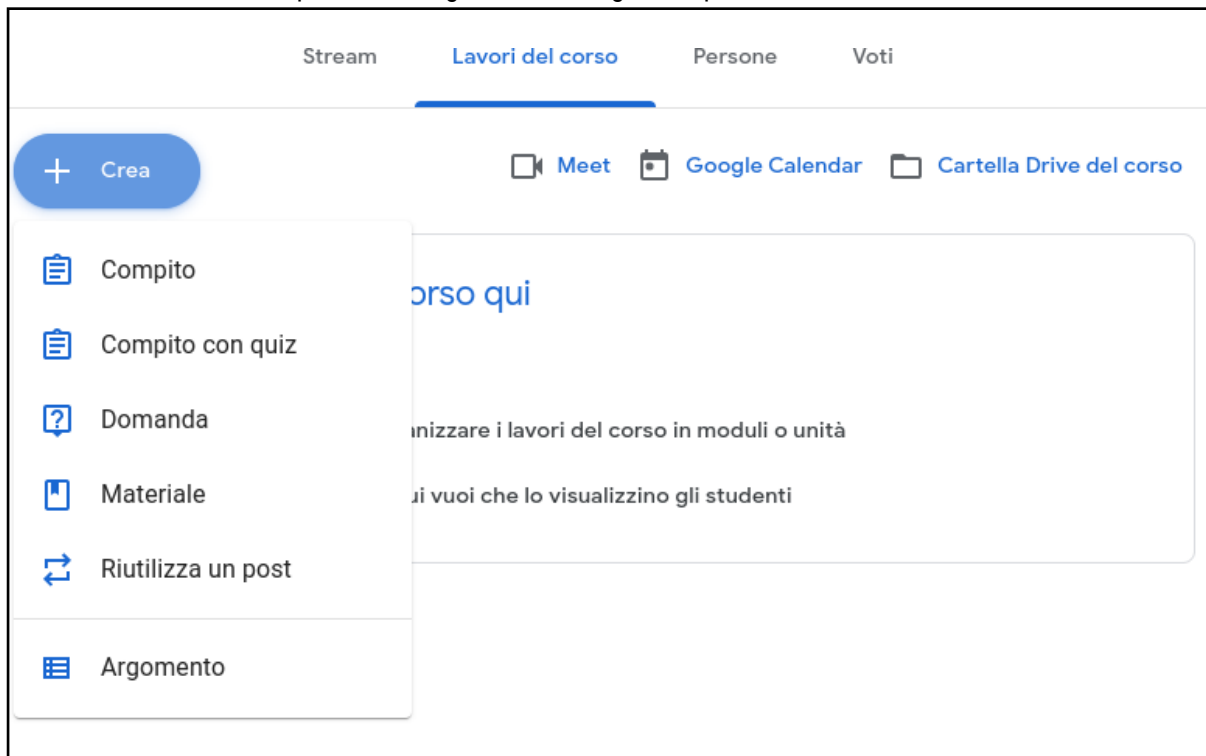 Stream Lavori del corso Persone Voti
Crea Meet Google Calendar Cartella Drive del corso
Compito
orso qui
Compito con quiz
Domanda
i lavori del corso in moduli o unità
Materiale
vuoi che lo visualizzino gli studenti
Riutilizza un post
Argomento